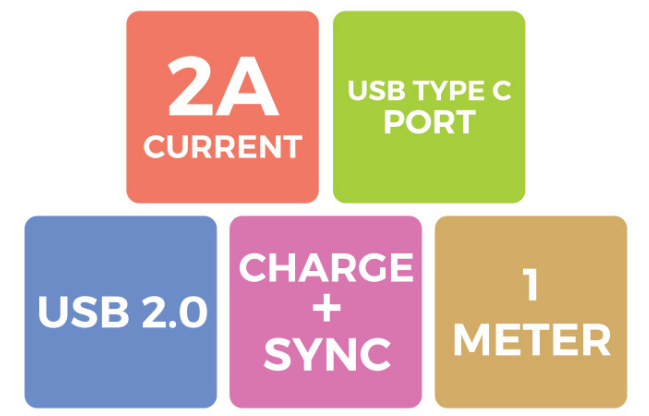 2A
CURRENT
USB TYPE C
PORT
USB 2.0
CHARGE
+
SYNC
1
METER